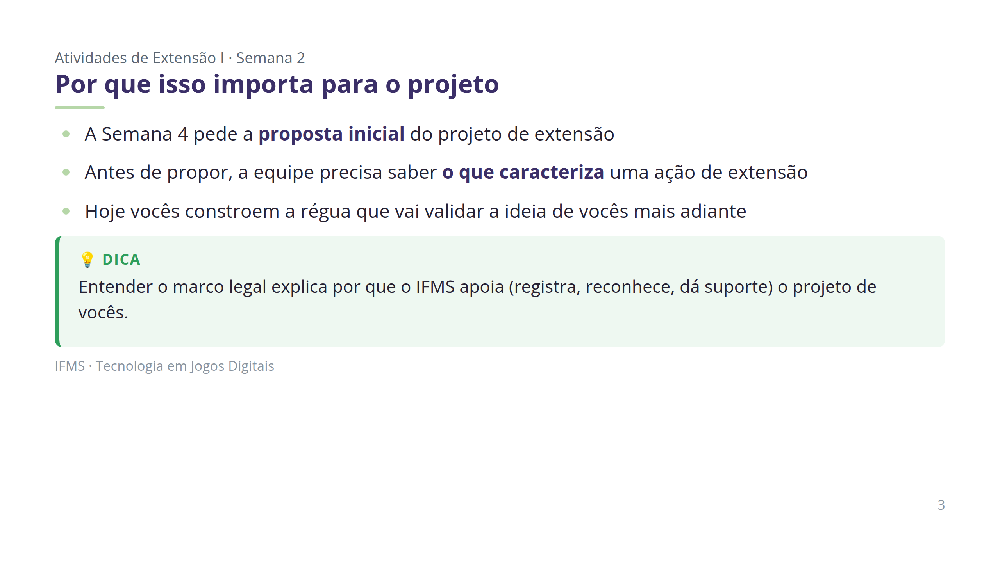 Atividades de Extensão I · Semana 2
Por que isso importa para o projeto
A Semana 4 pede a proposta inicial do projeto de extensão
Antes de propor, a equipe precisa saber o que caracteriza uma ação de extensão
Hoje vocês constroem a régua que vai validar a ideia de vocês mais adiante
💡 DICA
Entender o marco legal explica por que o IFMS apoia (registra, reconhece, dá suporte) o projeto de
vocês.
IFMS · Tecnologia em Jogos Digitais
3